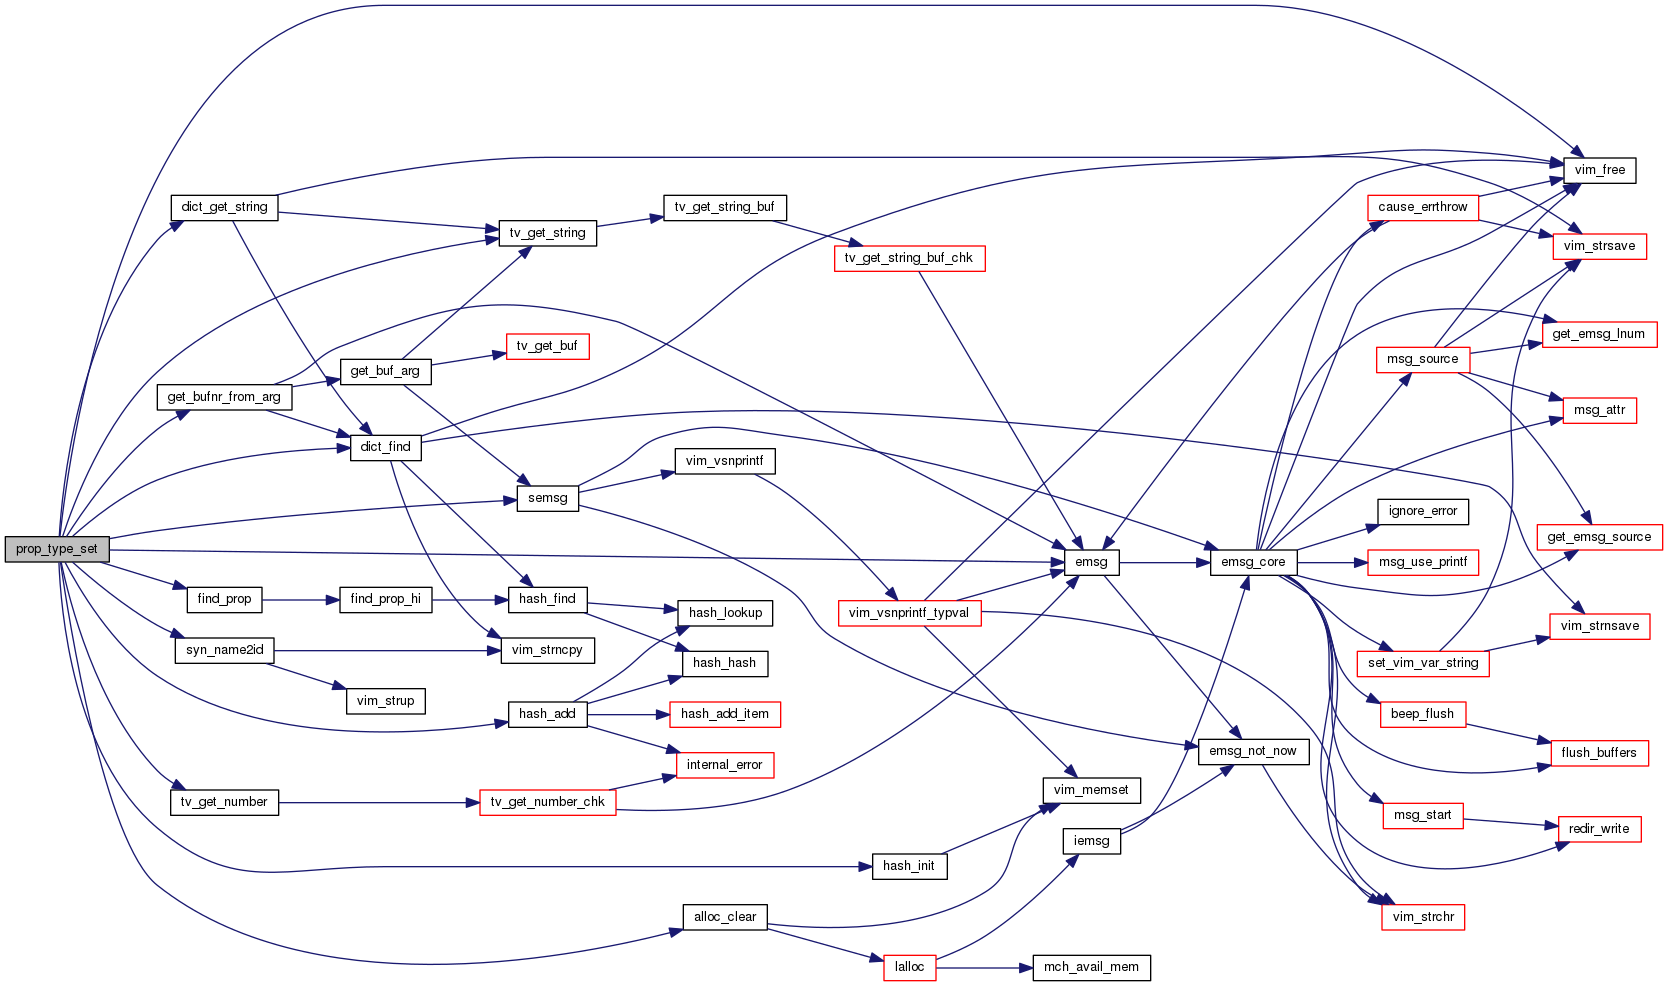 vim_free
dict_get_string
tv_get_string_buf
cause_errthrow
tv_get_string
vim_strsave
tv_get_string_buf_chk
get_emsg_lnum
tv_get_buf
msg_source
get_buf_arg
get_bufnr_from_arg
msg_attr
dict_find
vim_vsnprintf
semsg
ignore_error
get_emsg_source
prop_type_set
emsg
emsg_core
msg_use_printf
find_prop
find_prop_hi
hash_find
hash_lookup
vim_vsnprintf_typval
vim_strnsave
syn_name2id
vim_strncpy
hash_hash
set_vim_var_string
vim_strup
hash_add
hash_add_item
beep_flush
internal_error
emsg_not_now
flush_buffers
tv_get_number
tv_get_number_chk
vim_memset
msg_start
redir_write
iemsg
hash_init
alloc_clear
vim_strchr
lalloc
mch_avail_mem